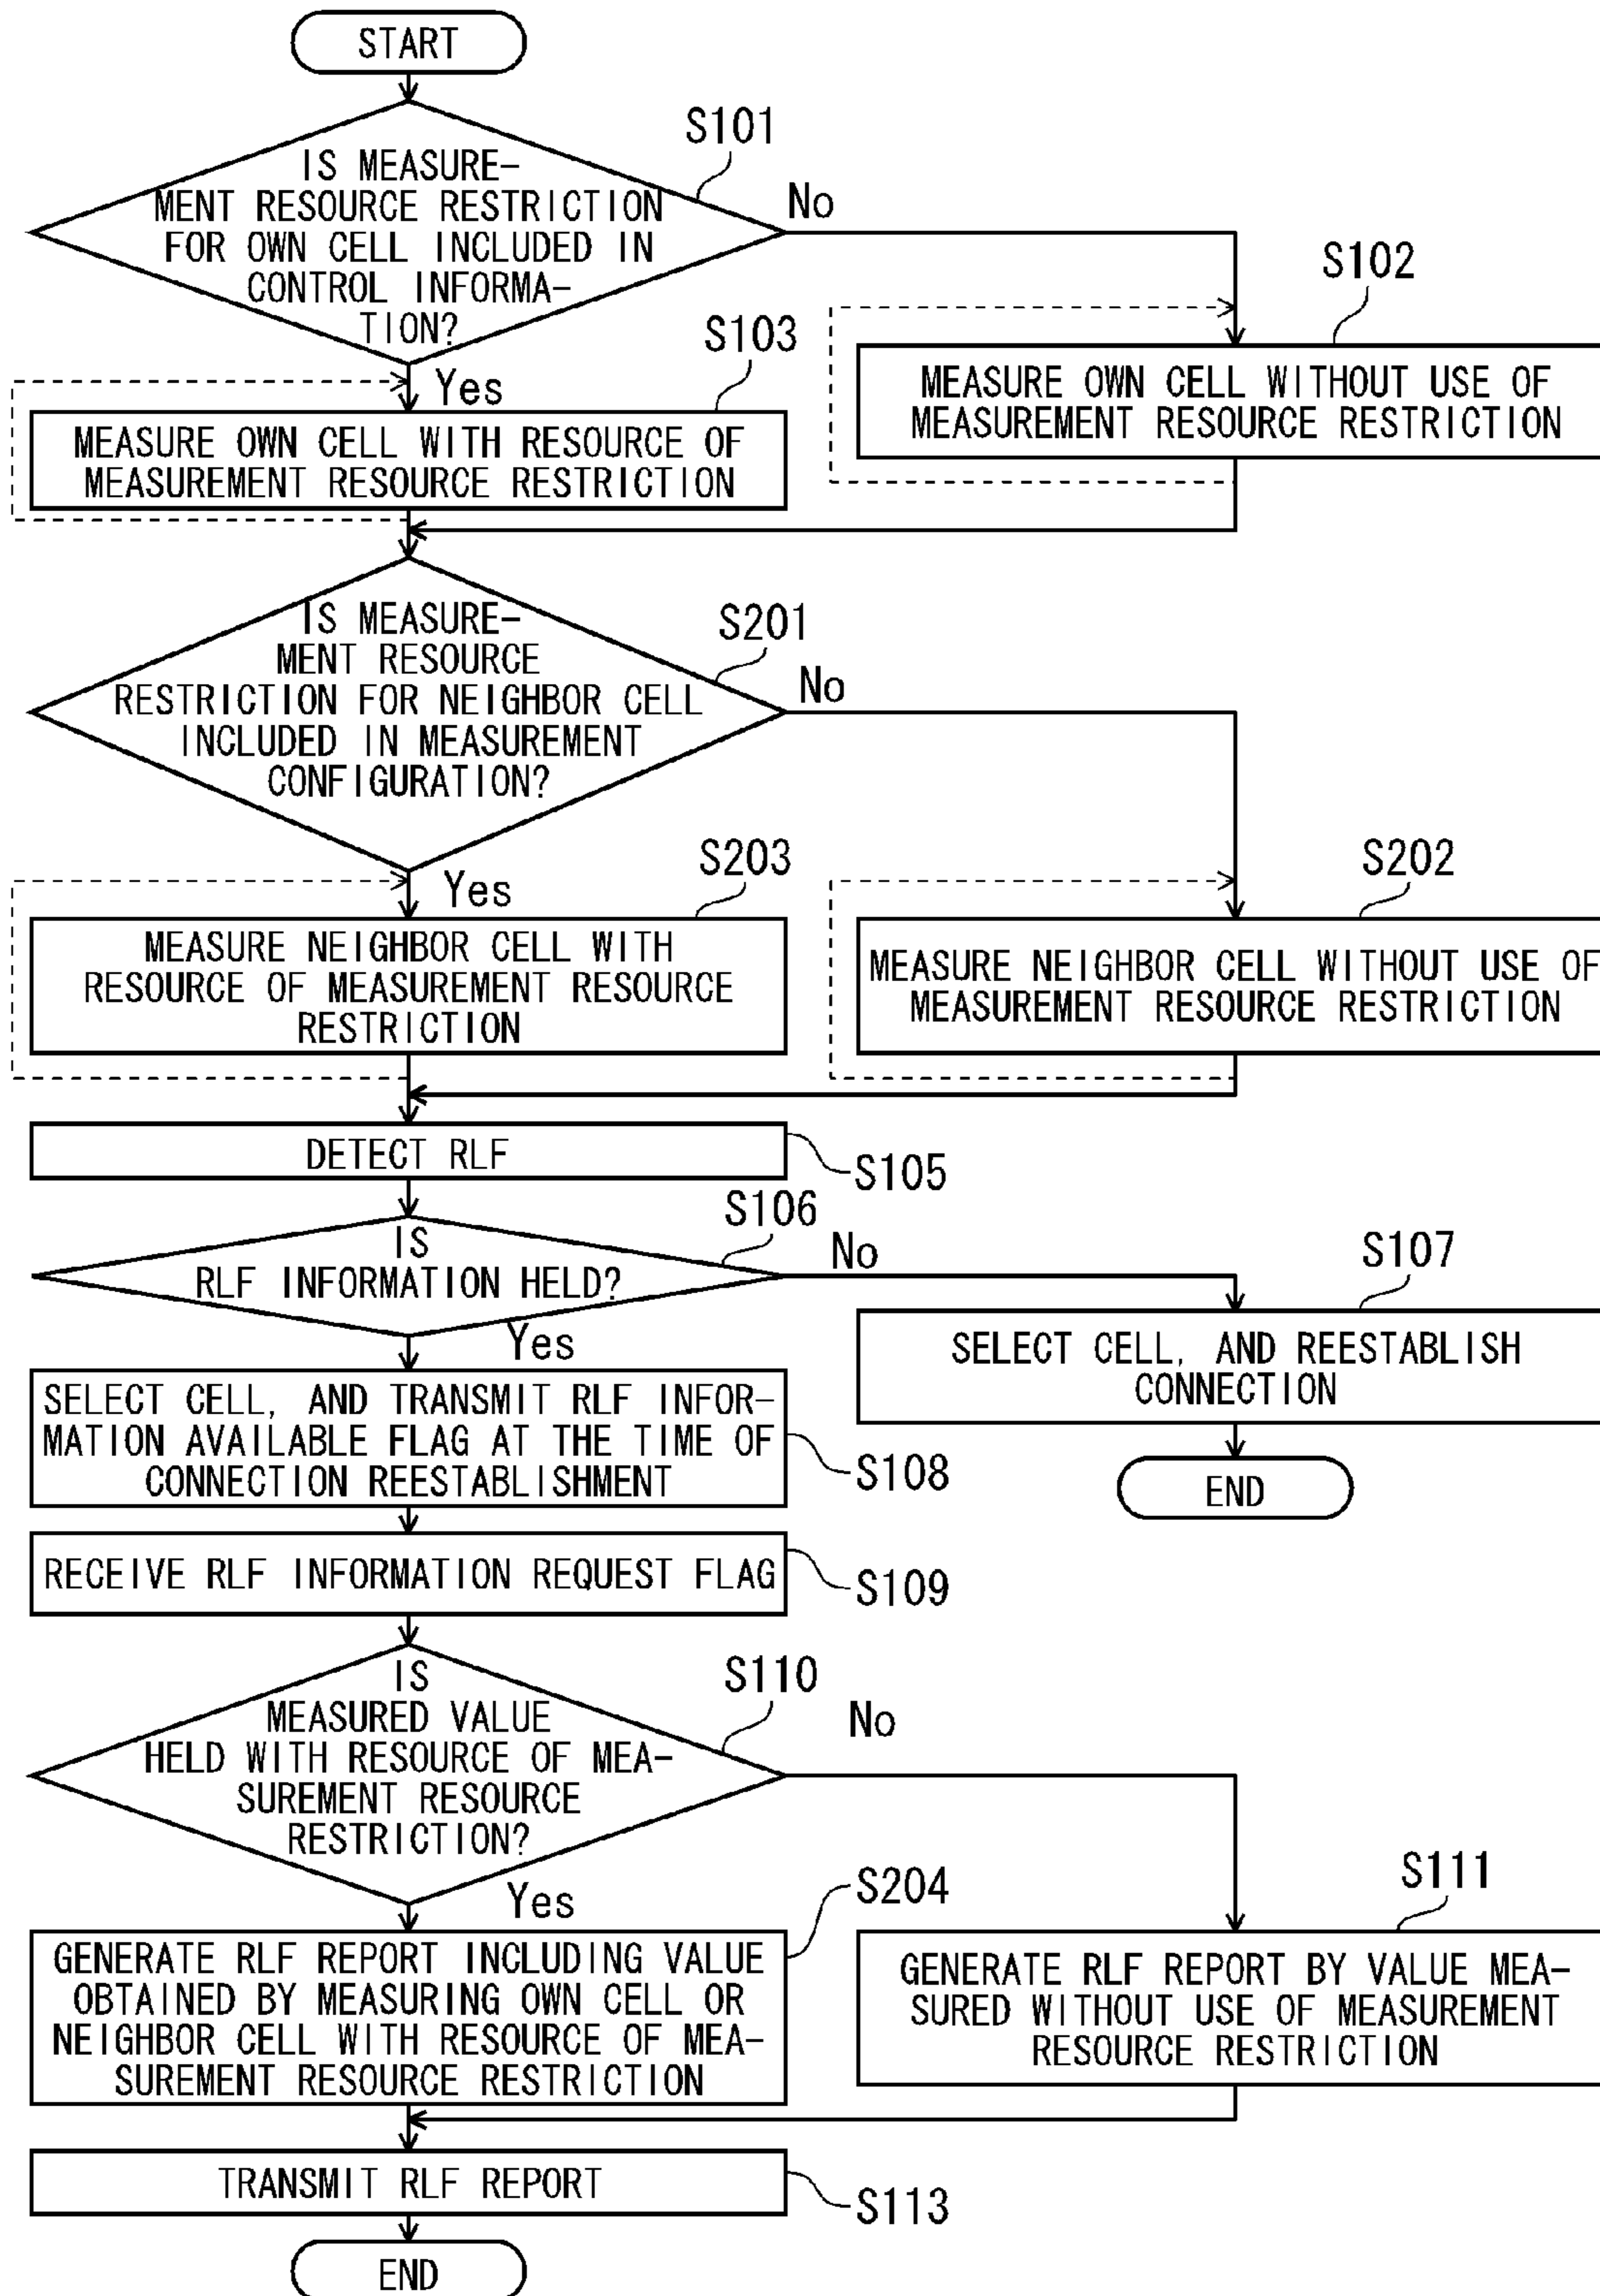 START
S101
IS MEASURE-
MENT RESOURCE RESTRICTION
FOR OWN CELL INCLUDED IN
CONTROL INFORMA-
TION?
No
Yes
S102
MEASURE OWN CELL WITHOUT USE OF
MEASUREMENT RESOURCE RESTRICTION
S103
MEASURE OWN CELL WITH RESOURCE OF
MEASUREMENT RESOURCE RESTRICTION
S201
IS MEASURE-
MENT RESOURCE
RESTRICTION FOR NEIGHBOR CELL
INCLUDED IN MEASUREMENT
CONFIGURATION?
No
Yes
S203
MEASURE NEIGHBOR CELL WITH
RESOURCE OF MEASUREMENT RESOURCE
RESTRICTION
S202
MEASURE NEIGHBOR CELL WITHOUT USE OF
MEASUREMENT RESOURCE RESTRICTION
DETECT RLF
S105
S106
IS
RLF INFORMATION HELD?
No
Yes
S107
SELECT CELL, AND REESTABLISH
CONNECTION
END
SELECT CELL, AND TRANSMIT RLF INFOR-
MATION AVAILABLE FLAG AT THE TIME OF
CONNECTION REESTABLISHMENT
S108
RECEIVE RLF INFORMATION REQUEST FLAG
S109
S110
IS
MEASURED VALUE
HELD WITH RESOURCE OF MEA-
SUREMENT RESOURCE
RESTRICTION?
No
Yes
S204
GENERATE RLF REPORT INCLUDING VALUE
OBTAINED BY MEASURING OWN CELL OR
NEIGHBOR CELL WITH RESOURCE OF MEA-
SUREMENT RESOURCE RESTRICTION
S111
GENERATE RLF REPORT BY VALUE MEA-
SURED WITHOUT USE OF MEASUREMENT
RESOURCE RESTRICTION
TRANSMIT RLF REPORT
S113
END